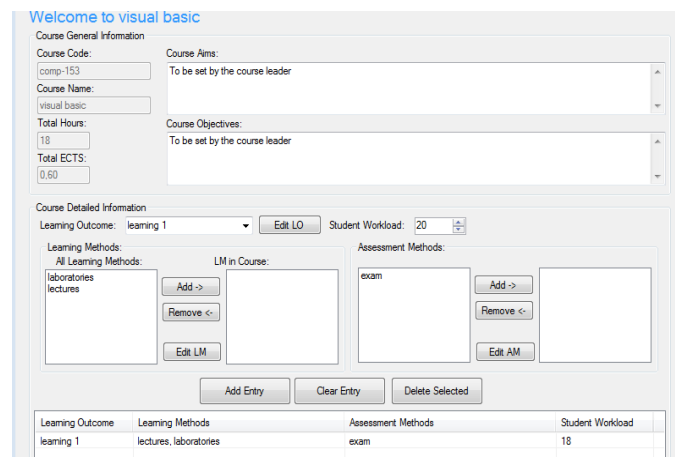 Welcome to visual basic
Course General Information
Course Code:
Course Aims:
comp-153
To be set by the course leader
Course Name:
visual basic
Total Hours:
Course Objectives:
18
To be set by the course leader
Total ECTS:
0,60
Course Detailed Information
Learning Outcome: learning 1 Edit LO Student Workload: 20
Learning Methods: Assessment Methods:
All Learning Methods: LM in Course:
laboratories exam
lectures
Add -> Add ->
Remove <- Remove <-
Edit LM Edit AM
Add Entry Clear Entry Delete Selected
Learning Outcome Learning Methods Assessment Methods Student Workload
learning 1 lectures, laboratories exam 18